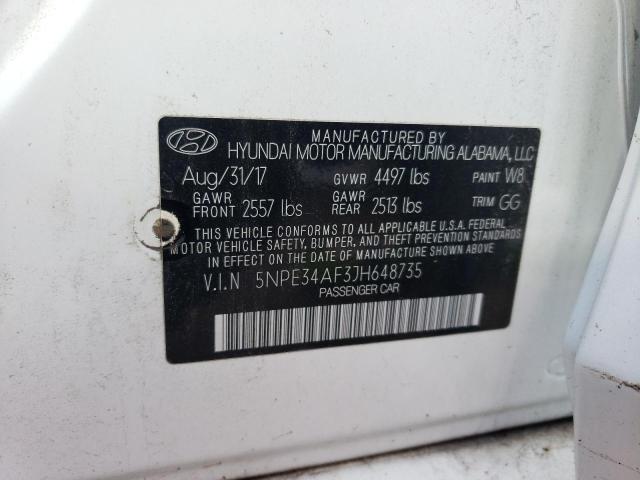 MANUFACTURED BY
HYUNDAI MOTOR MANUFACTURING ALABAMA, LLC
Aug/31/17 GVWR 4497 lbs PAINT W8
GAWR FRONT 2557 lbs GAWR REAR 2513 lbs TRIM GG
THIS VEHICLE CONFORMS TO ALL APPLICABLE U.S.A. FEDERAL
MOTOR VEHICLE SAFETY, BUMPER, AND THEFT PREVENTION STANDARDS
IN EFFECT ON THE DATE OF MANUFACTURE SHOWN ABOVE.
V.I.N 5NPE34AF3JH648735
PASSENGER CAR